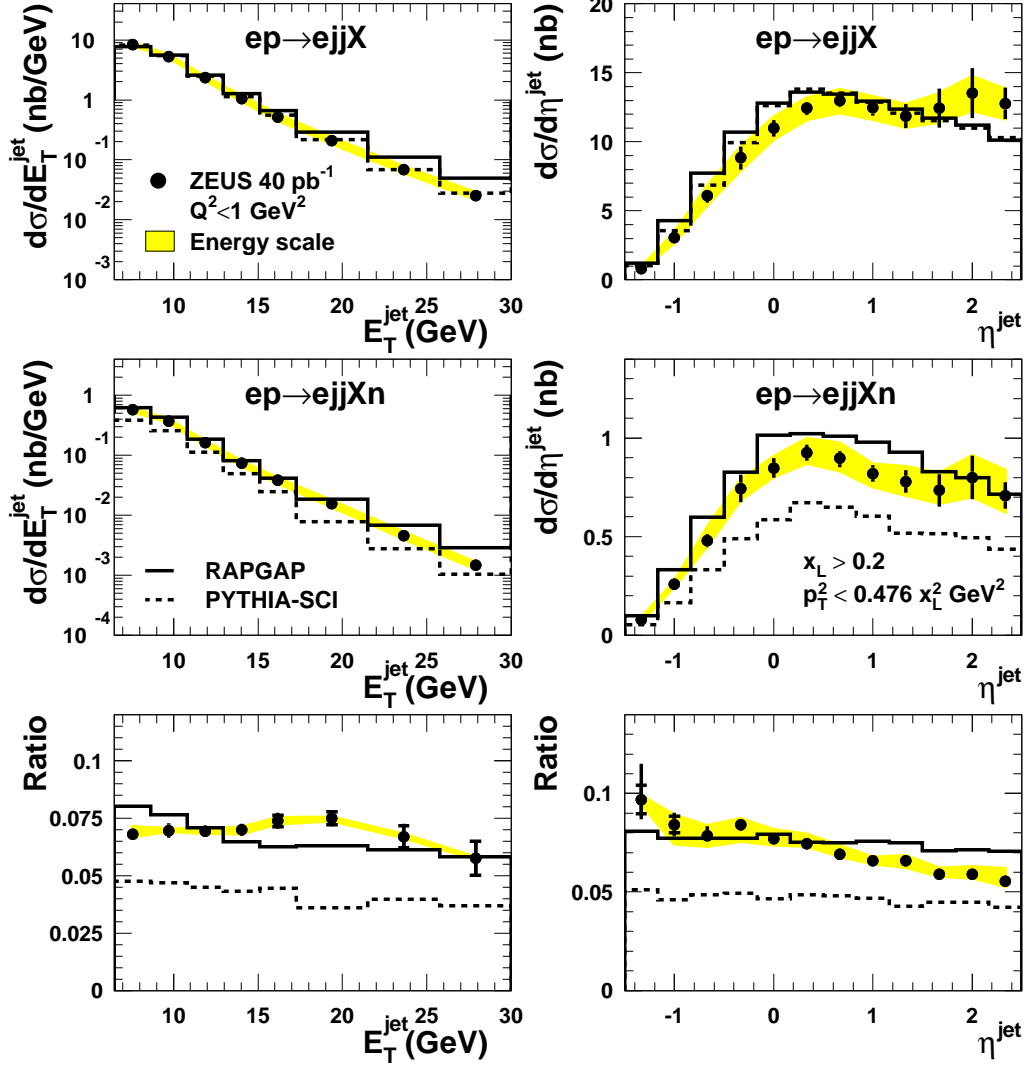 dσ/dE_T^jet (nb/GeV)
10
1
10^-1
10^-2
10^-3
ep→ejjX
ZEUS 40 pb^-1
Q^2<1 GeV^2
Energy scale
10 15 20 25 30
E_T^jet (GeV)
dσ/dη^jet (nb)
20
15
10
5
0
ep→ejjX
-1 0 1 2
η^jet
dσ/dE_T^jet (nb/GeV)
1
10^-1
10^-2
10^-3
10^-4
ep→ejjXn
RAPGAP
PYTHIA-SCI
10 15 20 25 30
E_T^jet (GeV)
dσ/dη^jet (nb)
1
0.5
0
ep→ejjXn
x_L > 0.2
p_T^2 < 0.476 x_L^2 GeV^2
-1 0 1 2
η^jet
Ratio
0.1
0.075
0.05
0.025
0
10 15 20 25 30
E_T^jet (GeV)
Ratio
0.1
0.05
0
-1 0 1 2
η^jet